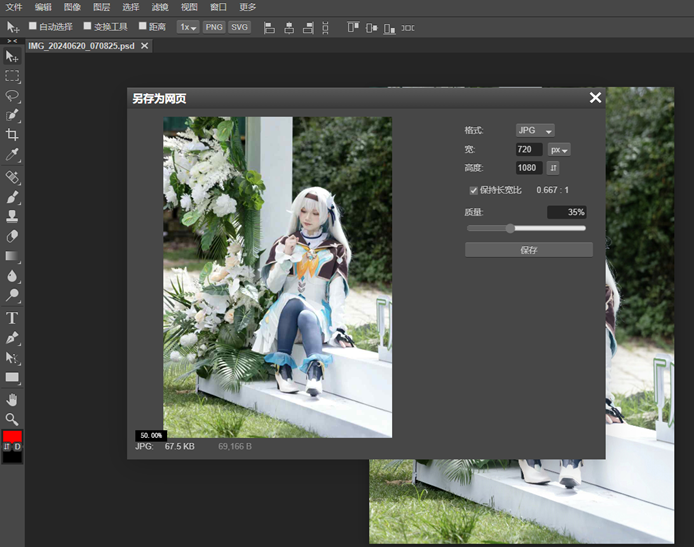 文件 编辑 图像 图层 选择 滤镜 视图 窗口 更多
自动选择 变换工具 距离 1x PNG SVG
IMG_20240620_070825.psd
另存为网页
格式: JPG
宽: 720 px
高度: 1080
保持长宽比 0.667 : 1
质量: 35%
保存
50.00%
JPG: 67.5 KB 69,166 B
T
D